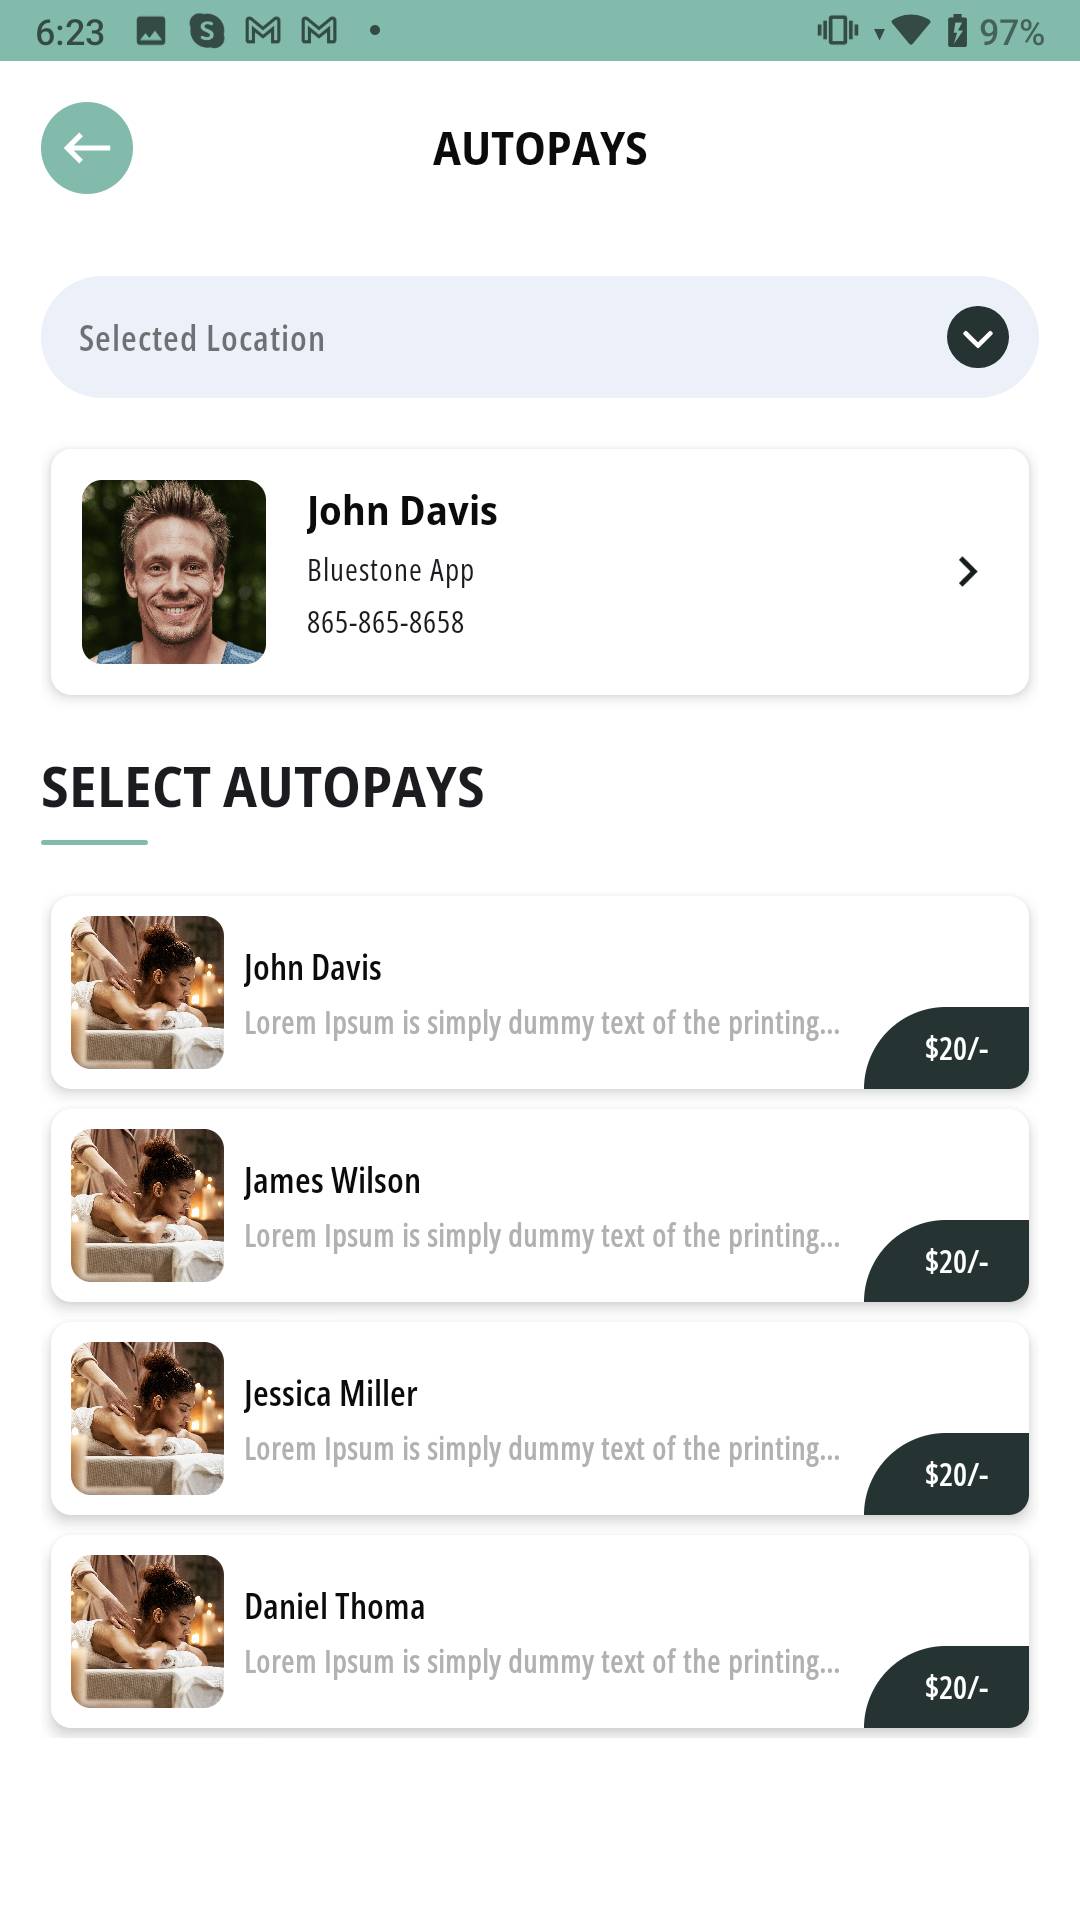 6:23
97%
AUTOPAYS
Selected Location
John Davis
Bluestone App
865-865-8658
SELECT AUTOPAYS
John Davis
Lorem Ipsum is simply dummy text of the printing...
$20/-
James Wilson
Lorem Ipsum is simply dummy text of the printing...
$20/-
Jessica Miller
Lorem Ipsum is simply dummy text of the printing...
$20/-
Daniel Thoma
Lorem Ipsum is simply dummy text of the printing...
$20/-